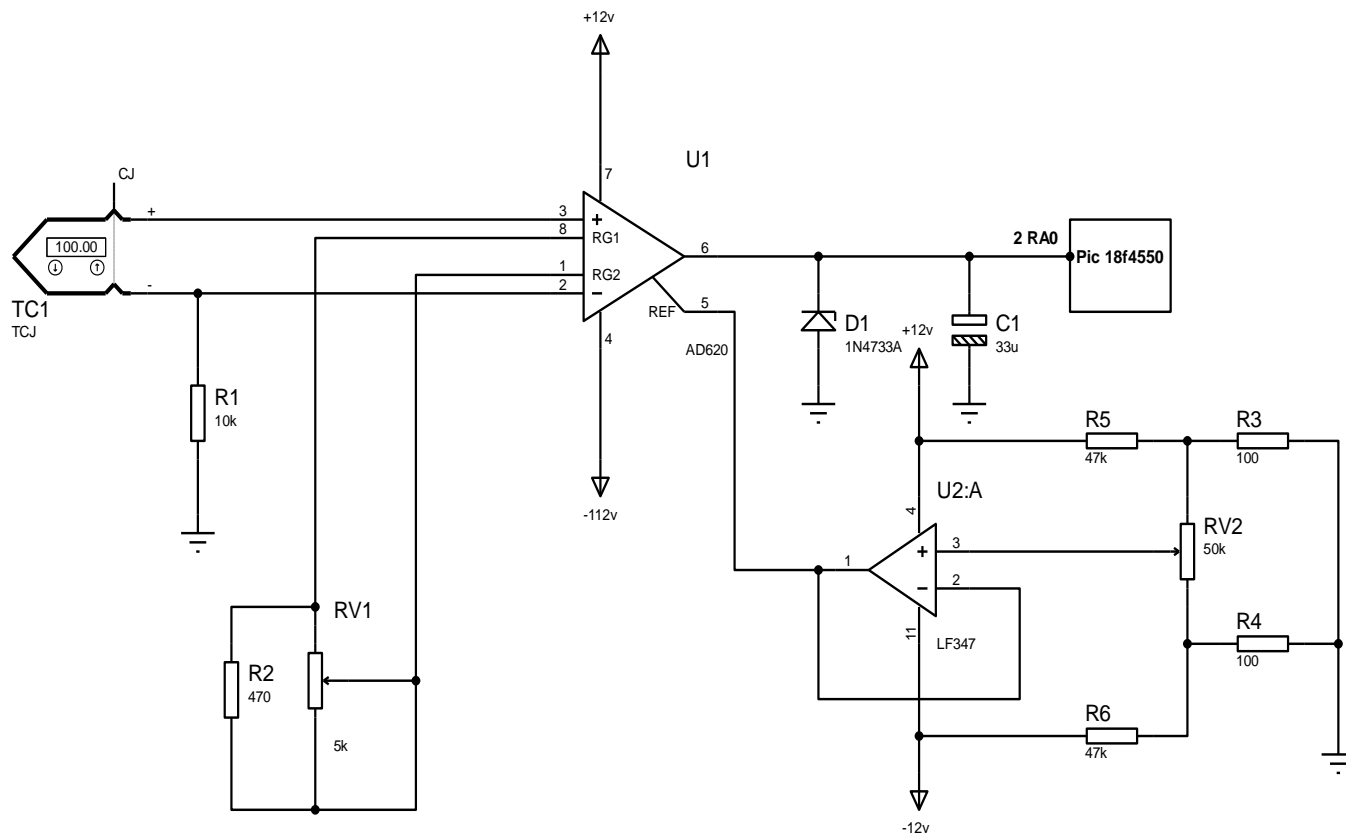 +12v
U1
7
CJ
+
3
+
8
RG1
100.00
6
2 RA0
Pic 18f4550
1
RG2
-
2
−
TC1
TCJ
REF
5
4
AD620
D1
1N4733A
+12v
C1
33u
R1
10k
R5
47k
R3
100
-112v
U2:A
4
RV2
50k
1
+
3
−
2
RV1
11
LF347
R4
100
R2
470
R6
47k
5k
-12v